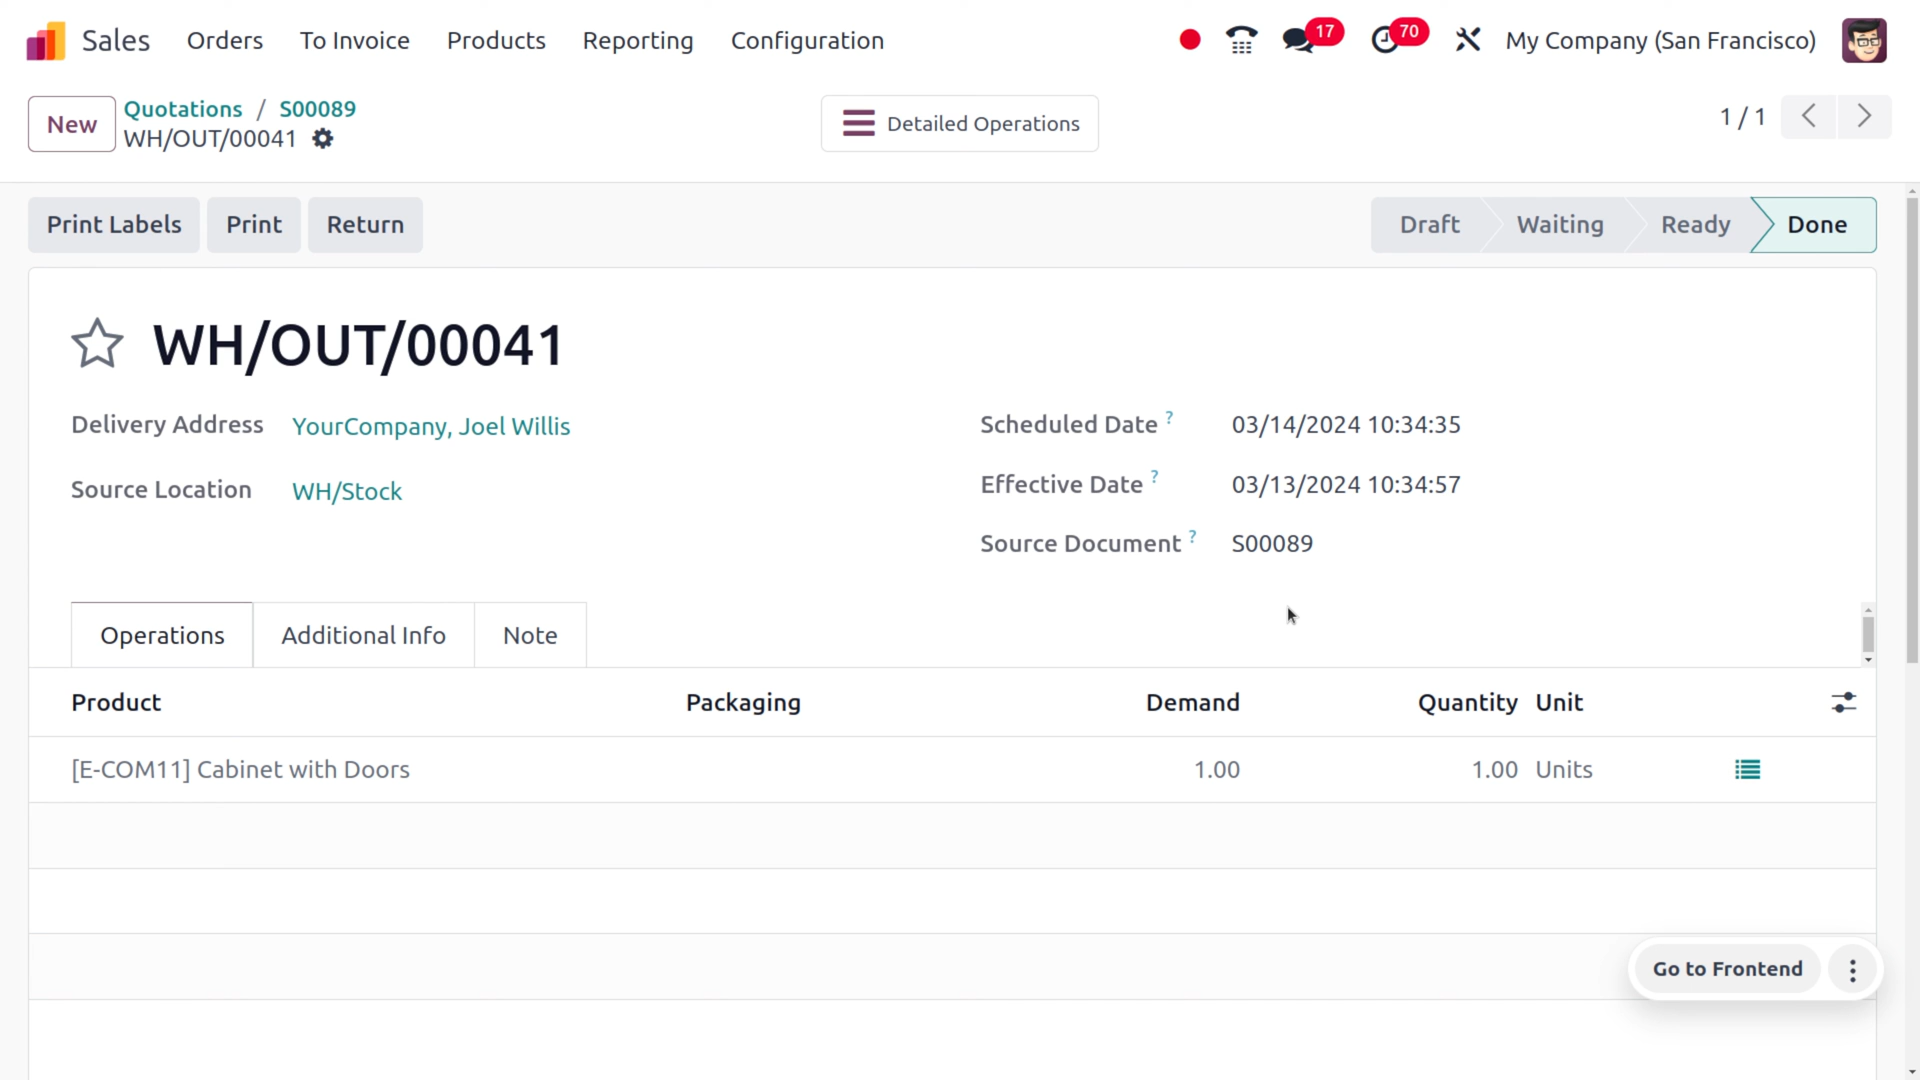 Sales Orders To Invoice Products Reporting Configuration 17 70 My Company (San Francisco)
New Quotations / S00089 Detailed Operations 1 / 1
WH/OUT/00041
Print Labels Print Return Draft Waiting Ready Done
WH/OUT/00041
Delivery Address YourCompany, Joel Willis Scheduled Date ? 03/14/2024 10:34:35
Source Location WH/Stock Effective Date ? 03/13/2024 10:34:57
Source Document ? S00089
Operations Additional Info Note
Product Packaging Demand Quantity Unit
[E-COM11] Cabinet with Doors 1.00 1.00 Units
Go to Frontend